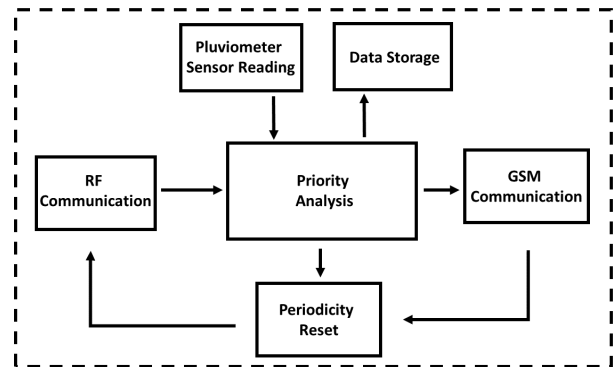 Pluviometer
Sensor Reading
Data Storage
RF
Communication
Priority
Analysis
GSM
Communication
Periodicity
Reset